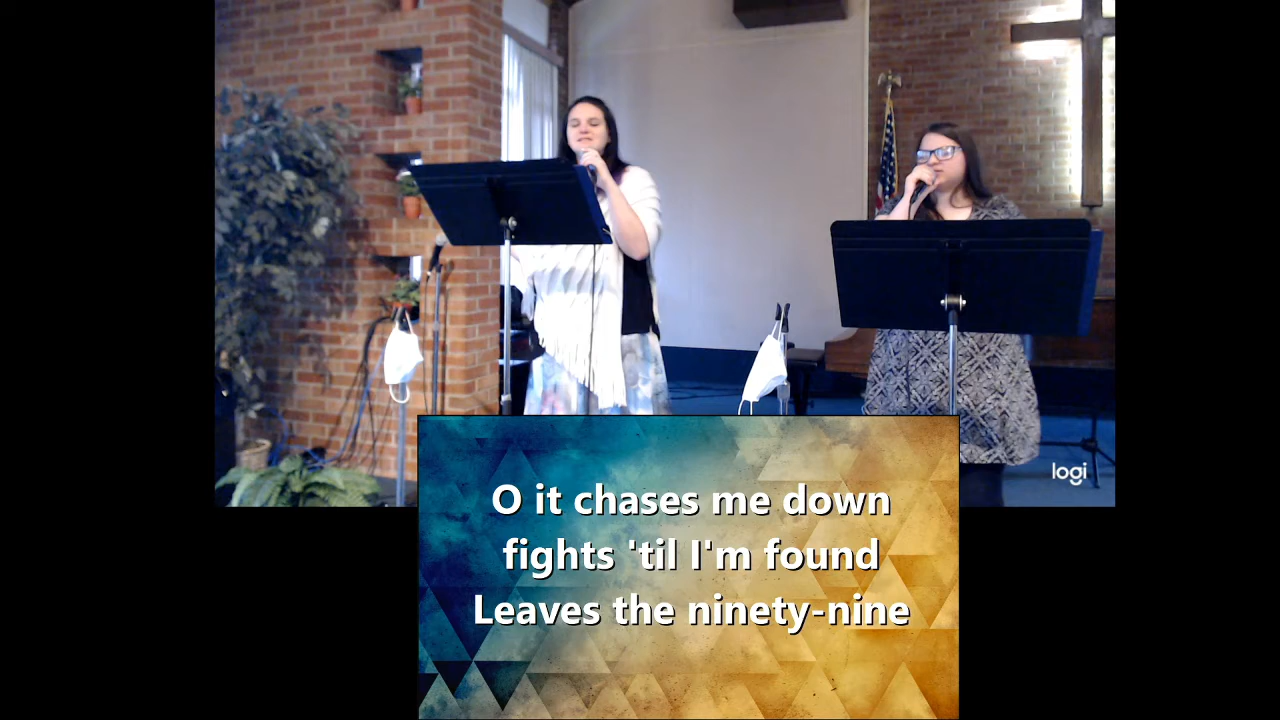 logi
O it chases me down
fights 'til I'm found
Leaves the ninety-nine